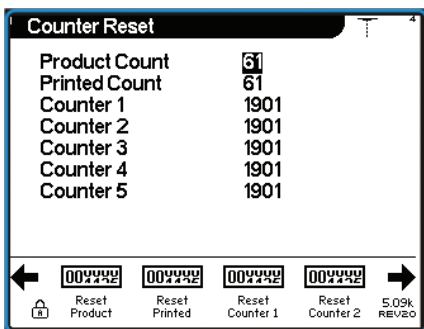 Counter Reset
4
Product Count 61
Printed Count 61
Counter 1 1901
Counter 2 1901
Counter 3 1901
Counter 4 1901
Counter 5 1901
Reset Product
Reset Printed
Reset Counter 1
Reset Counter 2
5.09k
REV20